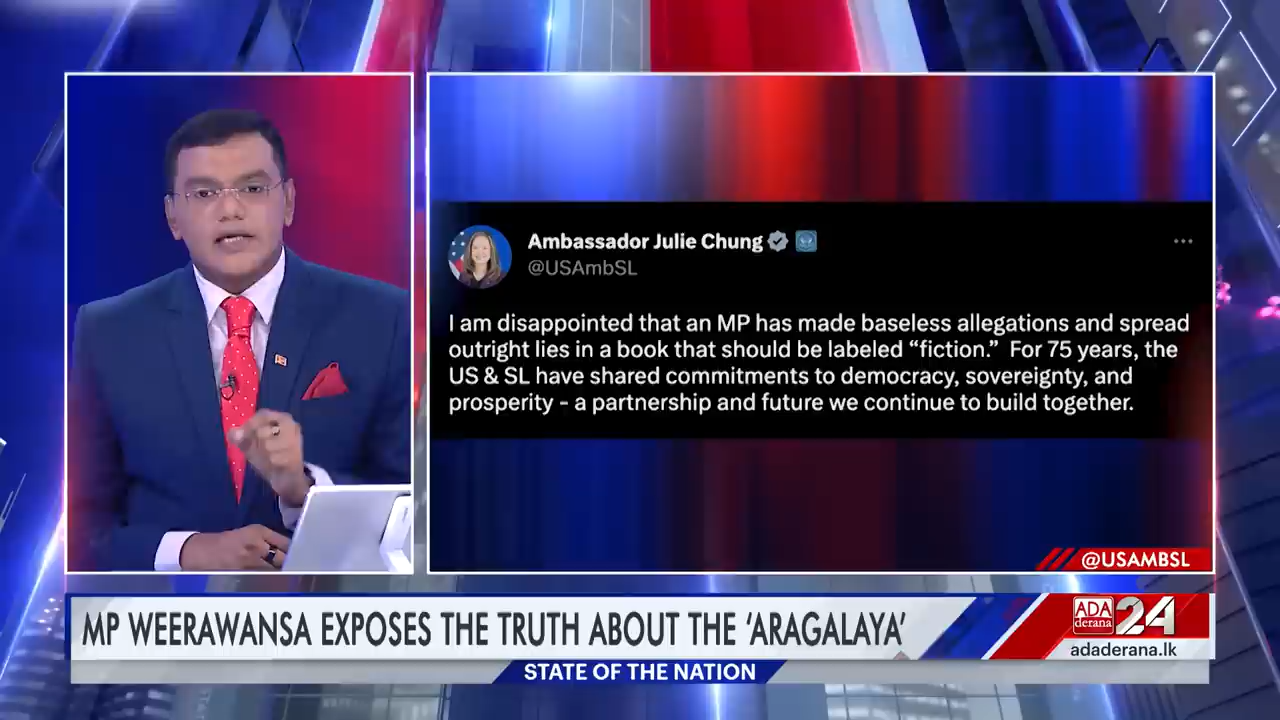 Ambassador Julie Chung
@USAmbSL
I am disappointed that an MP has made baseless allegations and spread
outright lies in a book that should be labeled “fiction.”  For 75 years, the
US & SL have shared commitments to democracy, sovereignty, and
prosperity - a partnership and future we continue to build together.
@USAMBSL
MP WEERAWANSA EXPOSES THE TRUTH ABOUT THE ‘ARAGALAYA’
ADA
derana
24
adaderana.lk
STATE OF THE NATION